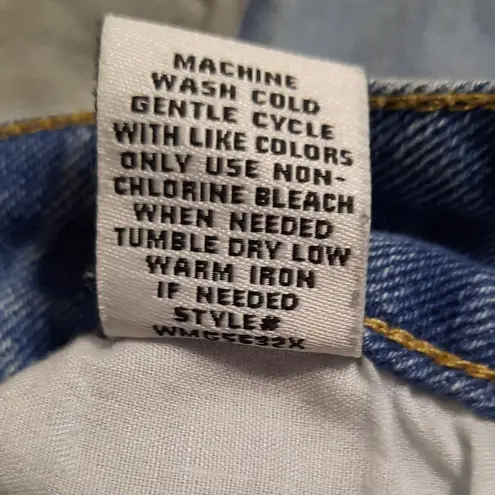 MACHINE
WASH COLD
GENTLE CYCLE
WITH LIKE COLORS
ONLY USE NON-
CHLORINE BLEACH
WHEN NEEDED
TUMBLE DRY LOW
WARM IRON
IF NEEDED
STYLE#